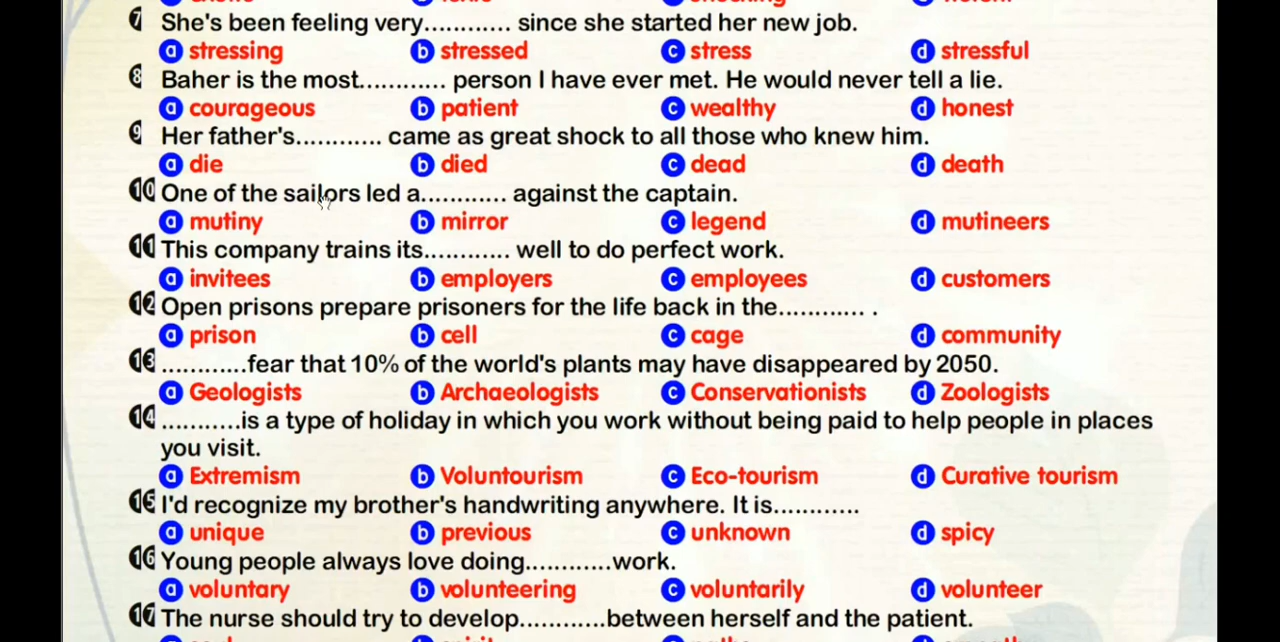 7 She's been feeling very............ since she started her new job.
a stressing b stressed c stress d stressful
8 Baher is the most............ person I have ever met. He would never tell a lie.
a courageous b patient c wealthy d honest
9 Her father's............ came as great shock to all those who knew him.
a die b died c dead d death
10 One of the sailors led a............ against the captain.
a mutiny b mirror c legend d mutineers
11 This company trains its............ well to do perfect work.
a invitees b employers c employees d customers
12 Open prisons prepare prisoners for the life back in the............ .
a prison b cell c cage d community
13 ............fear that 10% of the world's plants may have disappeared by 2050.
a Geologists b Archaeologists c Conservationists d Zoologists
14 ...........is a type of holiday in which you work without being paid to help people in places
you visit.
a Extremism b Voluntourism c Eco-tourism d Curative tourism
15 I'd recognize my brother's handwriting anywhere. It is............
a unique b previous c unknown d spicy
16 Young people always love doing............work.
a voluntary b volunteering c voluntarily d volunteer
17 The nurse should try to develop............between herself and the patient.